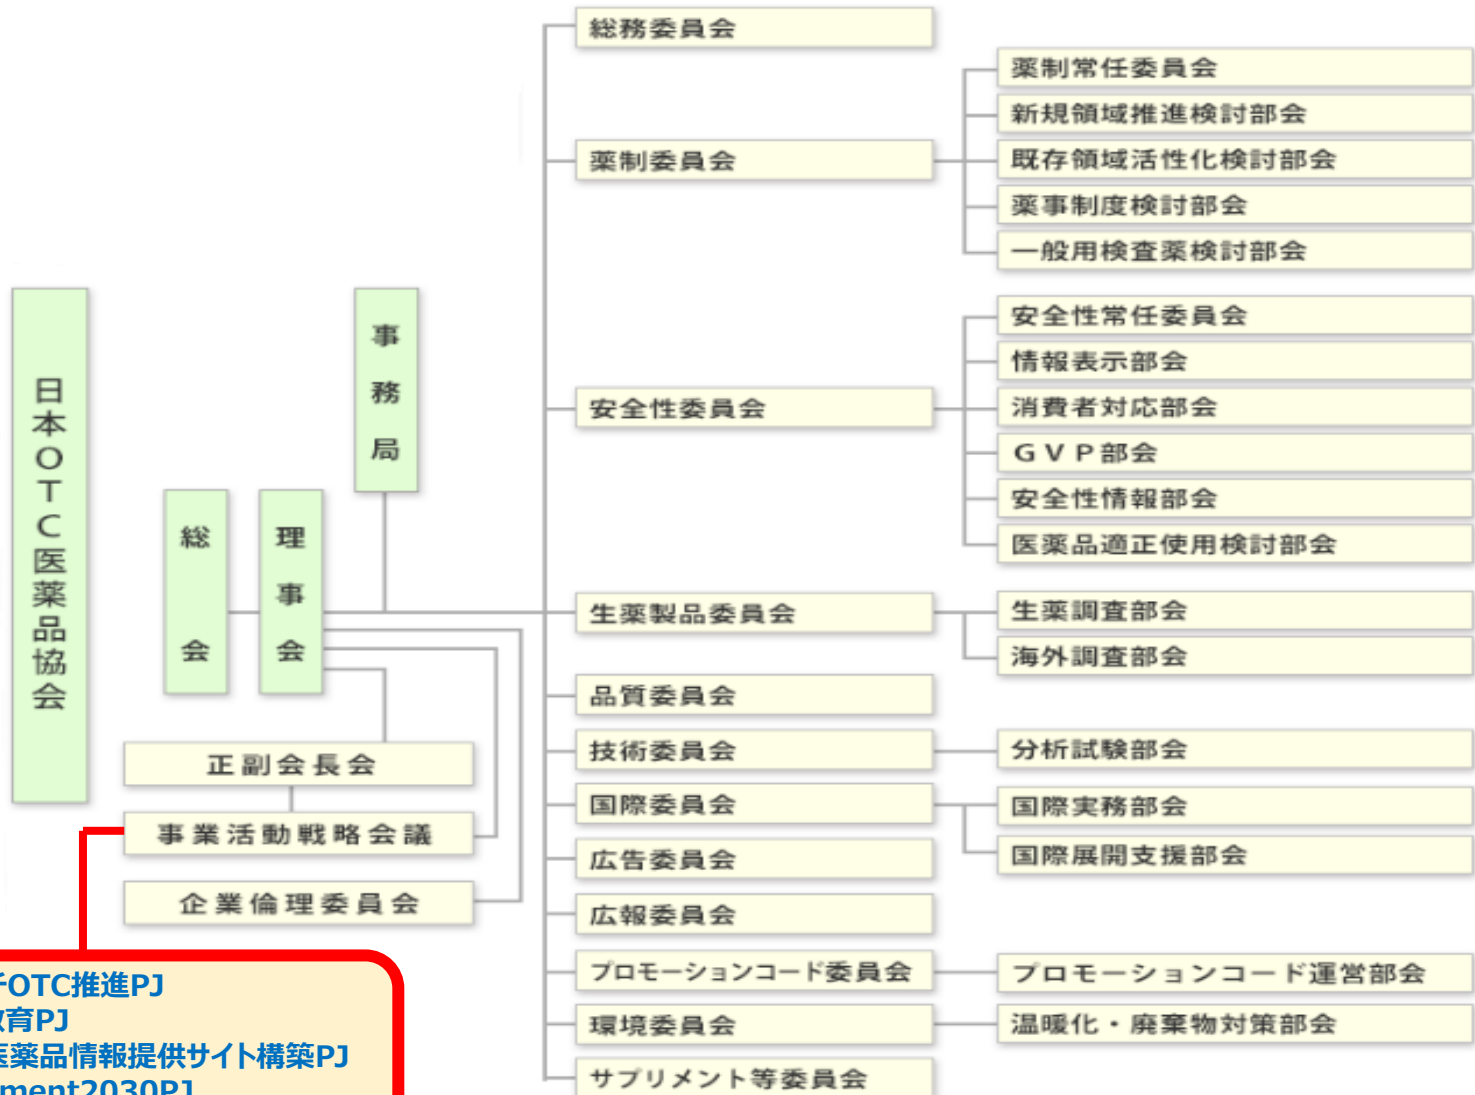 日本OTC医薬品協会
総会
理事会
事務局
正副会長会
事業活動戦略会議
企業倫理委員会
OTC推進PJ
教育PJ
医薬品情報提供サイト構築PJ
ment2030PJ
総務委員会
薬制委員会
薬制常任委員会
新規領域推進検討部会
既存領域活性化検討部会
薬事制度検討部会
一般用検査薬検討部会
安全性委員会
安全性常任委員会
情報表示部会
消費者対応部会
GVP部会
安全性情報部会
医薬品適正使用検討部会
生薬製品委員会
生薬調査部会
海外調査部会
品質委員会
技術委員会
分析試験部会
国際委員会
国際実務部会
国際展開支援部会
広告委員会
広報委員会
プロモーションコード委員会
プロモーションコード運営部会
環境委員会
温暖化・廃棄物対策部会
サプリメント等委員会